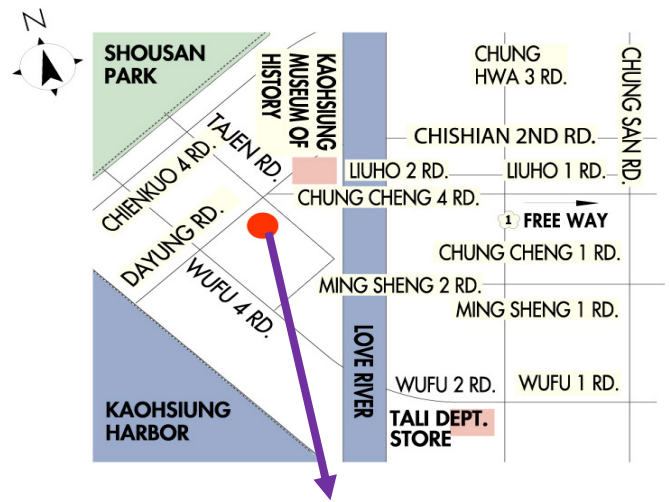 N
SHOUSAN
PARK
KAOHSIUNG
MUSEUM OF
HISTORY
CHUNG
HWA 3 RD.
CHUNG SAN RD.
TAJEN RD.
CHISHIAN 2ND RD.
CHIENKUO 4 RD.
LIUHO 2 RD.
LIUHO 1 RD.
CHUNG CHENG 4 RD.
DAYUNG RD.
1
FREE WAY
CHUNG CHENG 1 RD.
WUFU 4 RD.
MING SHENG 2 RD.
MING SHENG 1 RD.
LOVE RIVER
WUFU 2 RD.
WUFU 1 RD.
KAOHSIUNG
HARBOR
TALI DEPT.
STORE